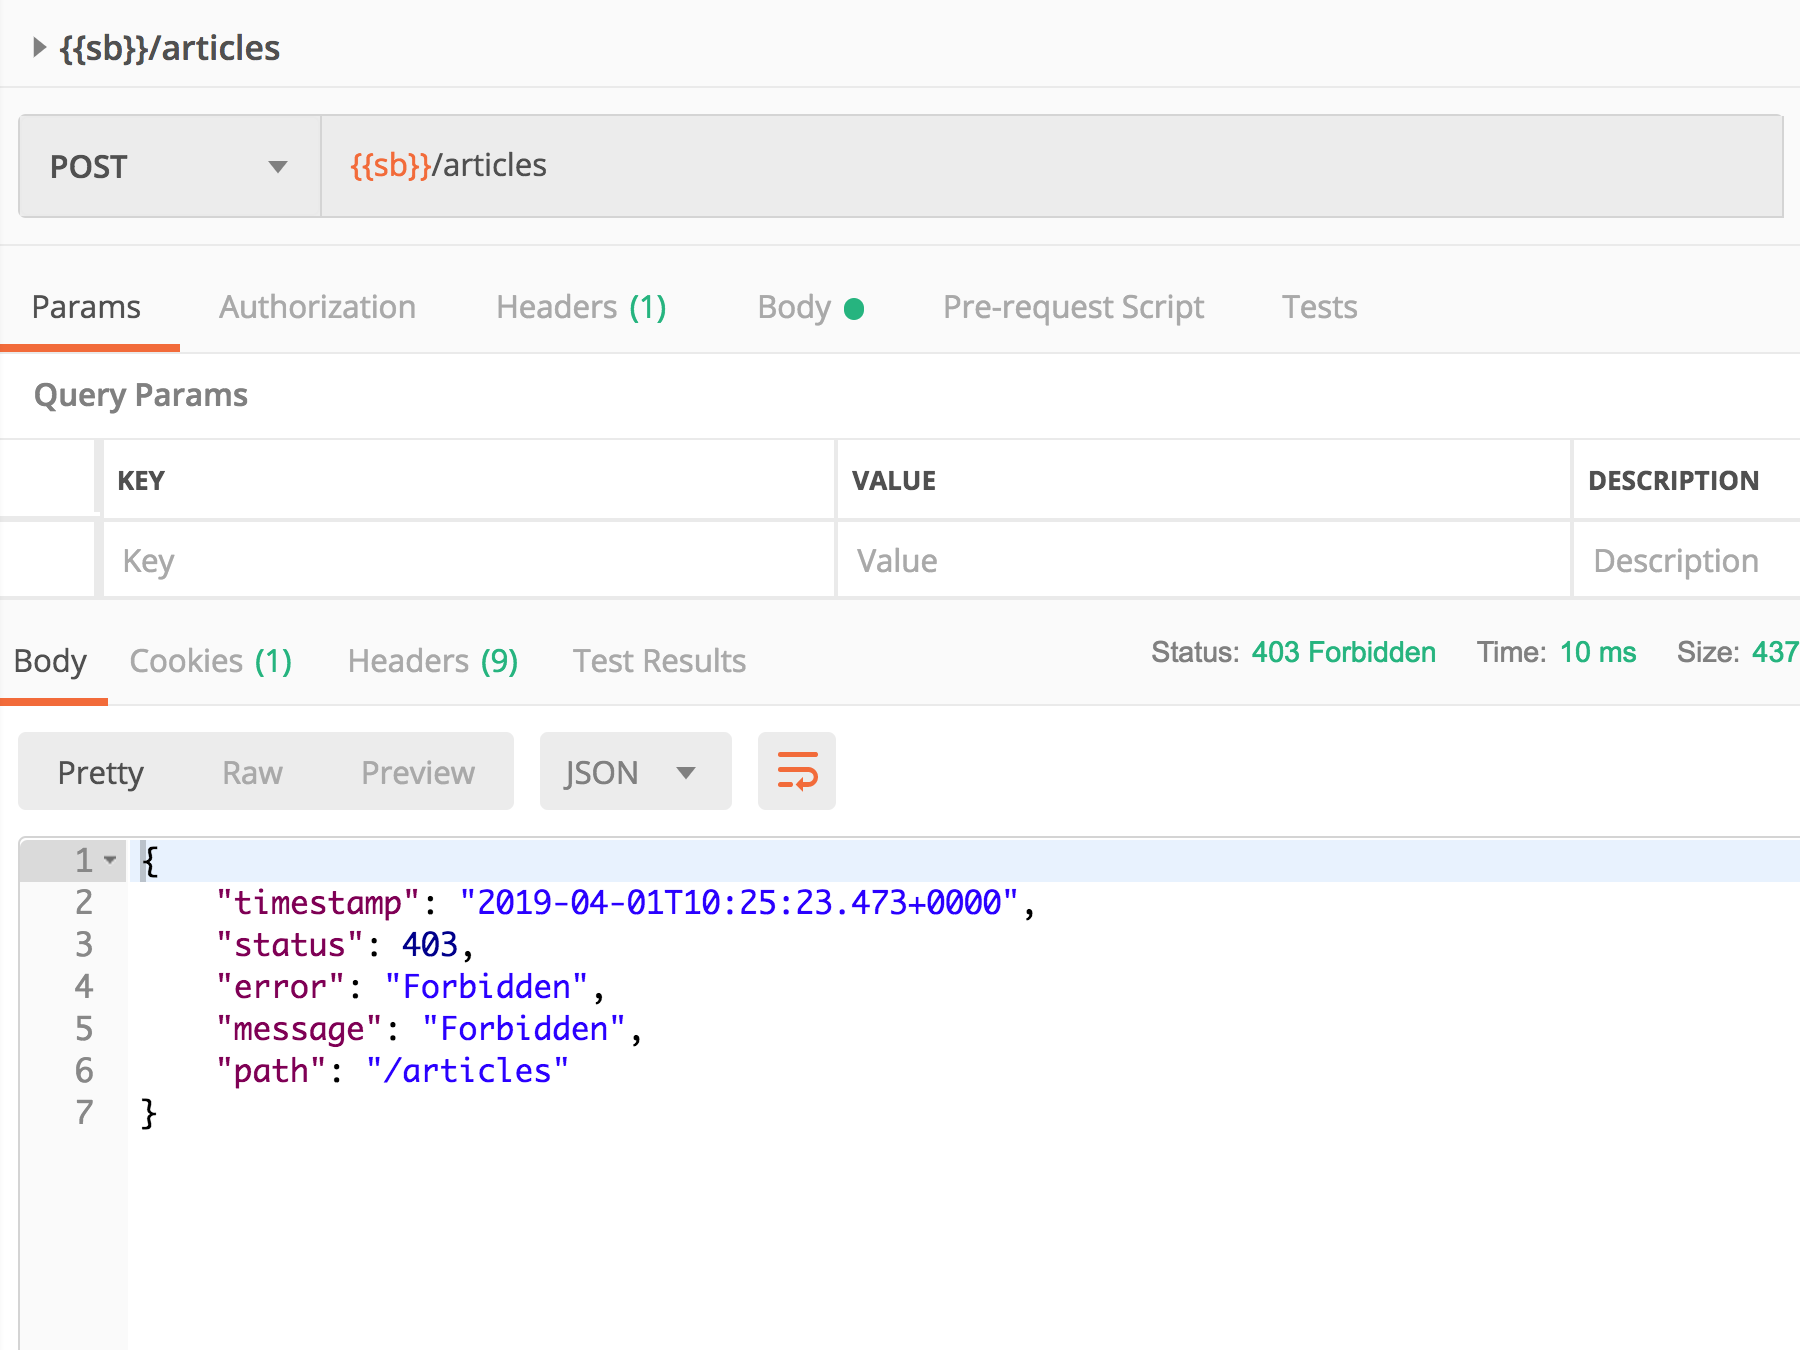 {{sb}}/articles
POST {{sb}}/articles
Params Authorization Headers (1) Body Pre-request Script Tests
Query Params
KEY VALUE DESCRIPTION
Key Value Description
Body Cookies (1) Headers (9) Test Results Status: 403 Forbidden Time: 10 ms Size: 437
Pretty Raw Preview JSON
1 {
2 "timestamp": "2019-04-01T10:25:23.473+0000",
3 "status": 403,
4 "error": "Forbidden",
5 "message": "Forbidden",
6 "path": "/articles"
7 }